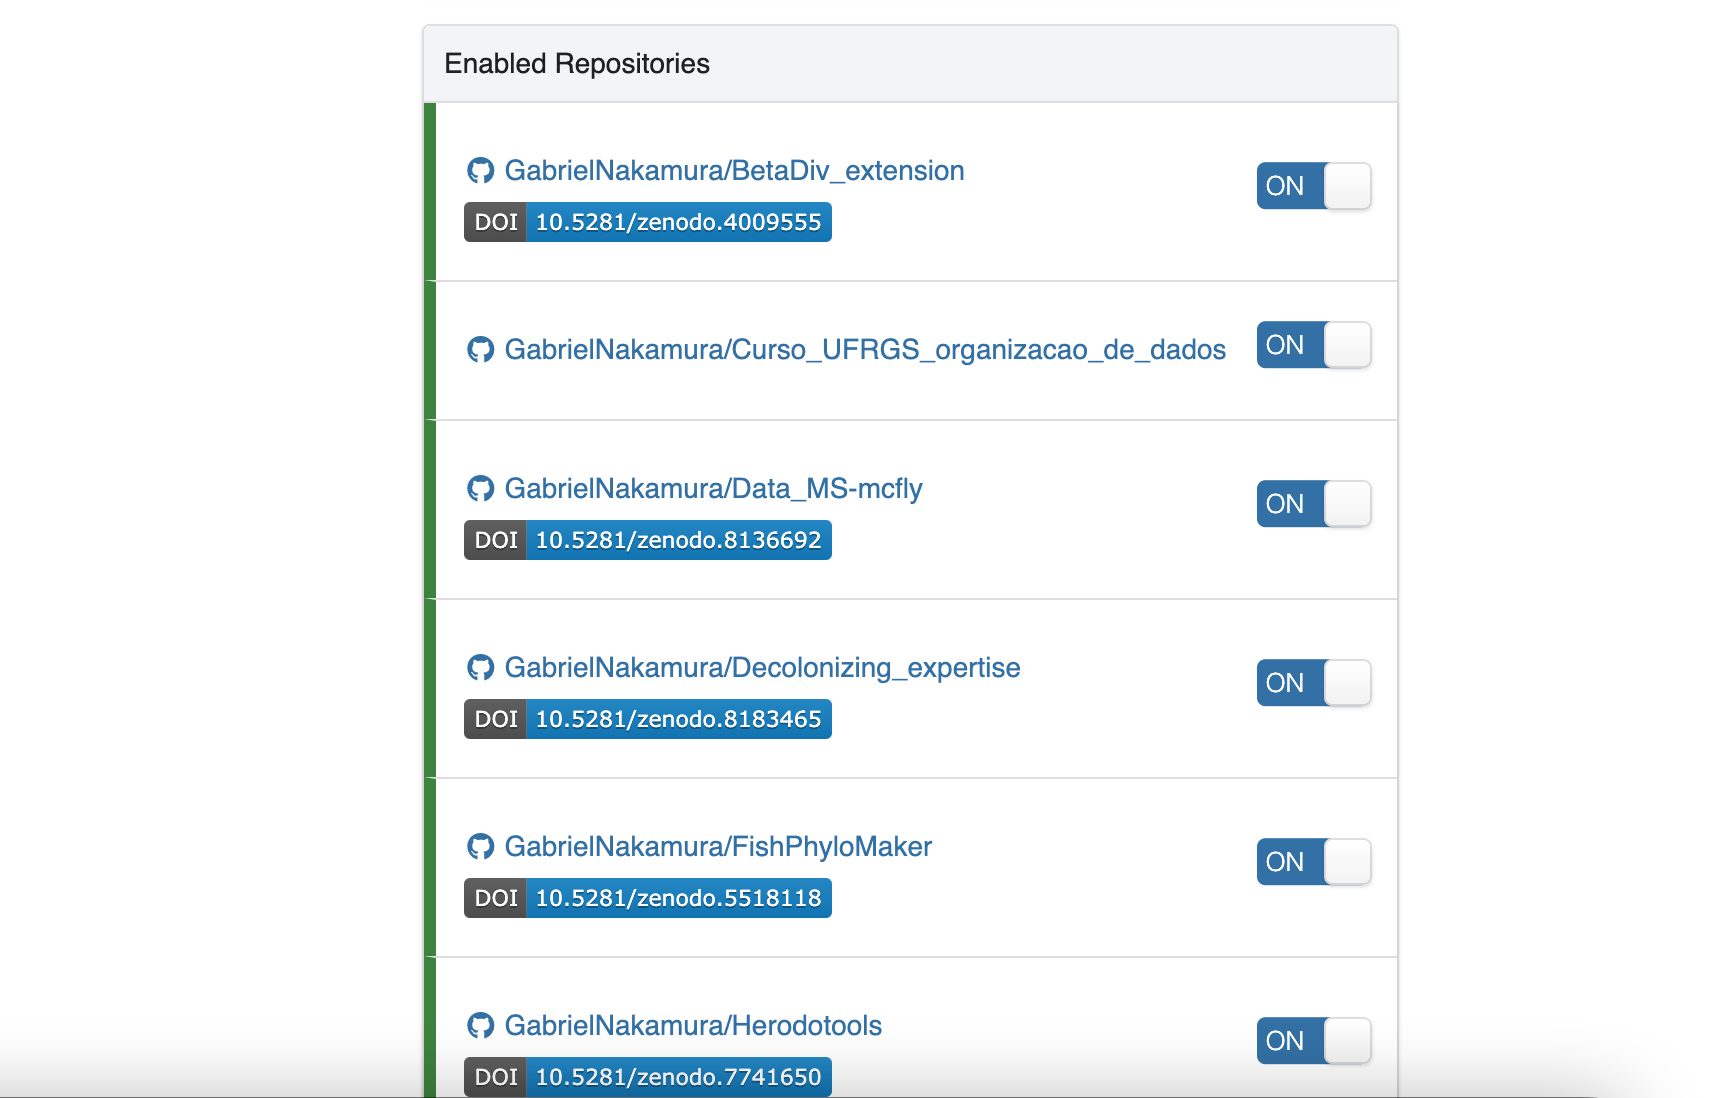 Enabled Repositories
GabrielNakamura/BetaDiv_extension
ON
DOI 10.5281/zenodo.4009555
GabrielNakamura/Curso_UFRGS_organizacao_de_dados
ON
GabrielNakamura/Data_MS-mcfly
ON
DOI 10.5281/zenodo.8136692
GabrielNakamura/Decolonizing_expertise
ON
DOI 10.5281/zenodo.8183465
GabrielNakamura/FishPhyloMaker
ON
DOI 10.5281/zenodo.5518118
GabrielNakamura/Herodotools
ON
DOI 10.5281/zenodo.7741650